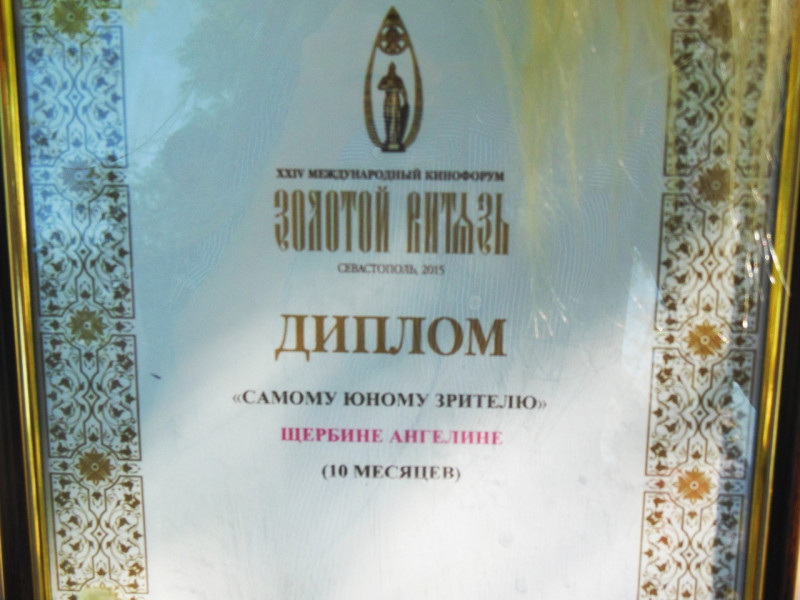 XXIV МЕЖДУНАРОДНЫЙ КИНОФОРУМ
ЗОЛОТОЙ ВИТЯЗЬ
СЕВАСТОПОЛЬ, 2015
ДИПЛОМ
«САМОМУ ЮНОМУ ЗРИТЕЛЮ»
ЩЕРБИНЕ АНГЕЛИНЕ
(10 МЕСЯЦЕВ)